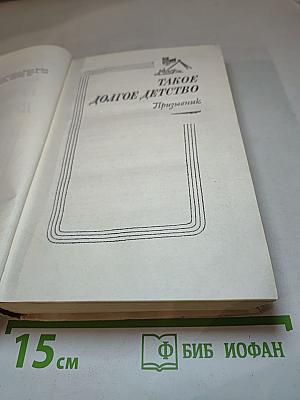 ТАКОЕ
ДОЛГОЕ ДЕТСТВО
Призывник
15 см
Ф БИБ ИОФАН